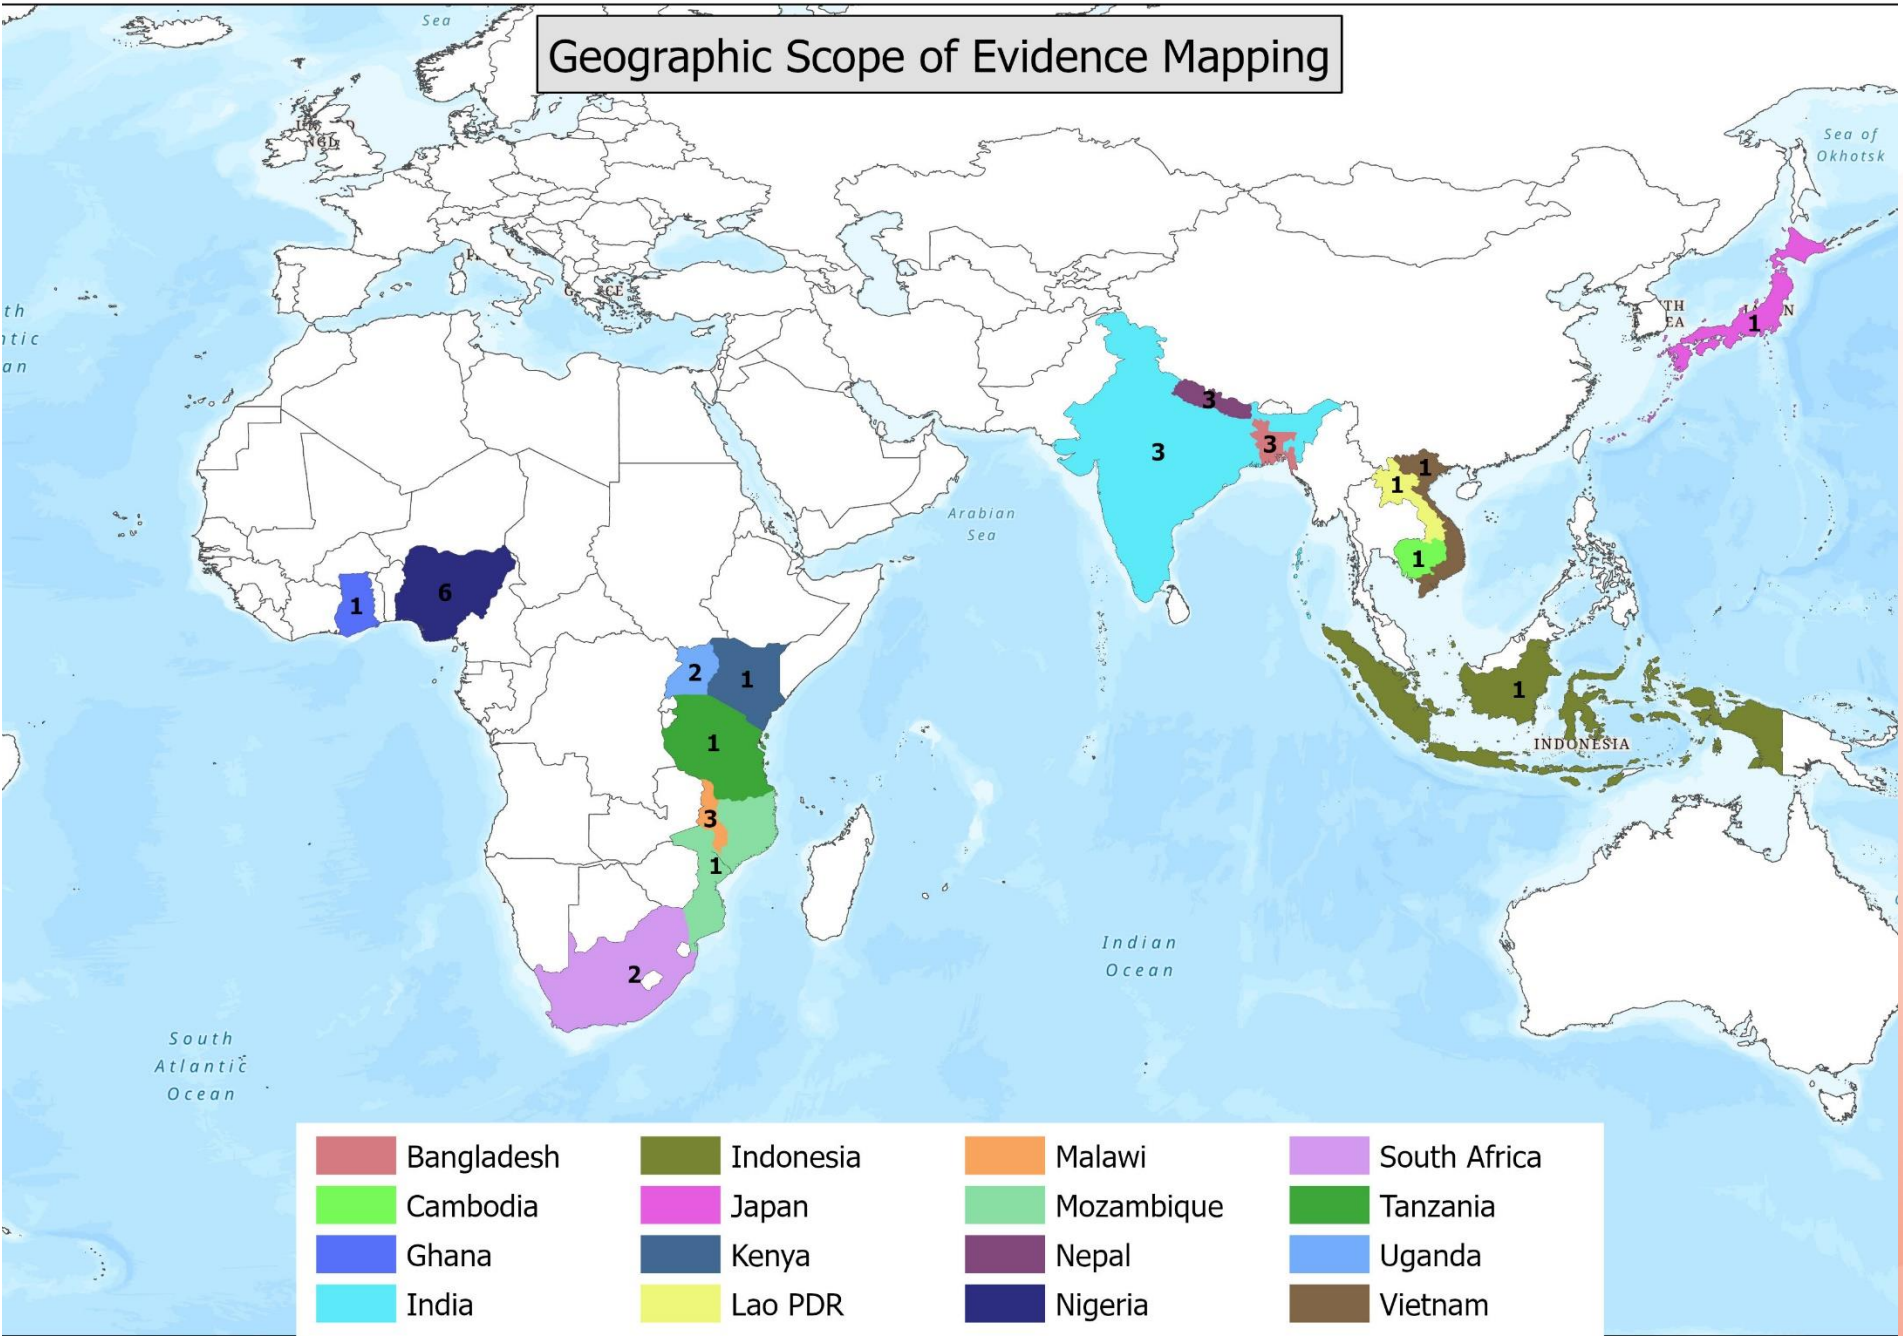 Sea
Geographic Scope of Evidence Mapping
Sea of
Okhotsk
1
3
3
3
1
1
Arabian
Sea
1
1
6
2
1
1
1
INDONESIA
3
1
Indian
Ocean
2
South
Atlantic
Ocean
Bangladesh
Indonesia
Malawi
South Africa
Cambodia
Japan
Mozambique
Tanzania
Ghana
Kenya
Nepal
Uganda
India
Lao PDR
Nigeria
Vietnam